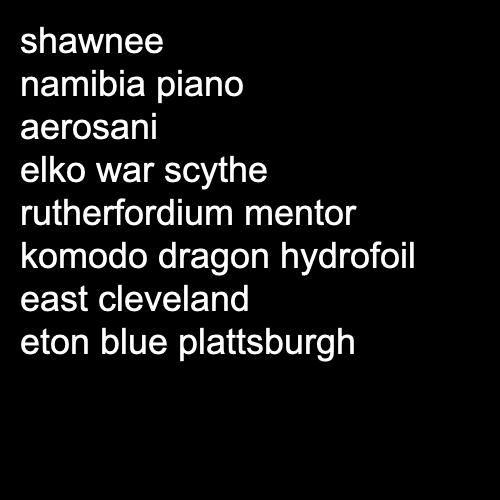 shawnee
namibia piano
aerosani
elko war scythe
rutherfordium mentor
komodo dragon hydrofoil
east cleveland
eton blue plattsburgh